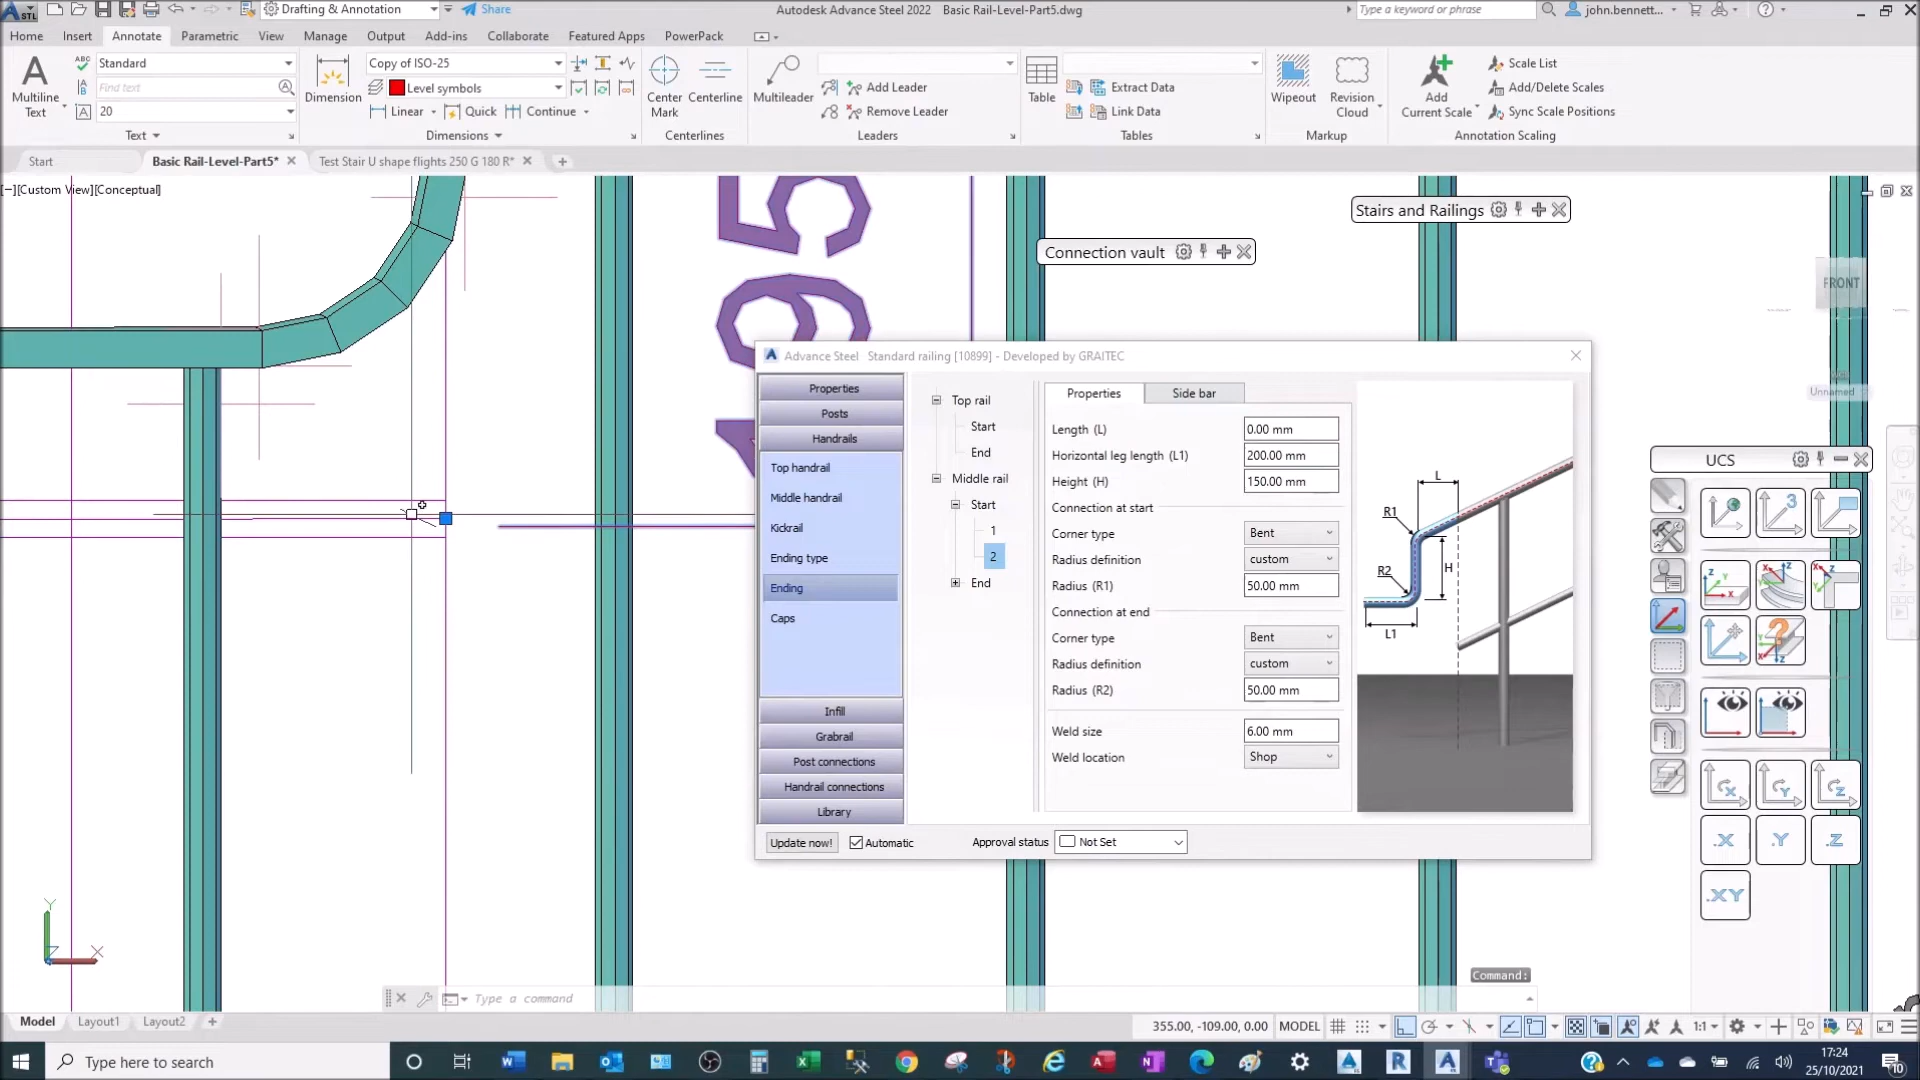 STL
Drafting & Annotation
Share
Autodesk Advance Steel 2022 Basic Rail-Level-Part5.dwg
Type a keyword or phrase
john.bennett...
Home
Insert
Annotate
Parametric
View
Manage
Output
Add-ins
Collaborate
Featured Apps
PowerPack
Multiline
Text
ABC
Standard
Find text
20
Text
Dimension
Copy of ISO-25
Level symbols
Linear
Quick
Continue
Dimensions
Center
Mark
Centerline
Centerlines
Multileader
Add Leader
Remove Leader
Leaders
Table
Extract Data
Link Data
Tables
Wipeout
Revision
Cloud
Markup
Add
Current Scale
Scale List
Add/Delete Scales
Sync Scale Positions
Annotation Scaling
Start
Basic Rail-Level-Part5*
Test Stair U shape flights 250 G 180 R*
[−][Custom View][Conceptual]
Stairs and Railings
Connection vault
FRONT
Unnamed
Advance Steel Standard railing [10899] - Developed by GRAITEC
Properties
Posts
Handrails
Top handrail
Middle handrail
Kickrail
Ending type
Ending
Caps
Infill
Grabrail
Post connections
Handrail connections
Library
Top rail
Start
End
Middle rail
Start
1
2
End
Properties
Side bar
Length (L)
0.00 mm
Horizontal leg length (L1)
200.00 mm
Height (H)
150.00 mm
Connection at start
Corner type
Bent
Radius definition
custom
Radius (R1)
50.00 mm
Connection at end
Corner type
Bent
Radius definition
custom
Radius (R2)
50.00 mm
Weld size
6.00 mm
Weld location
Shop
L
R1
R2
H
L1
Update now!
Automatic
Approval status
Not Set
UCS
.X
.Y
.Z
.XY
Y
X
Command:
Type a command
Model
Layout1
Layout2
355.00, -109.00, 0.00
MODEL
1:1
Type here to search
17:24
25/10/2021
10